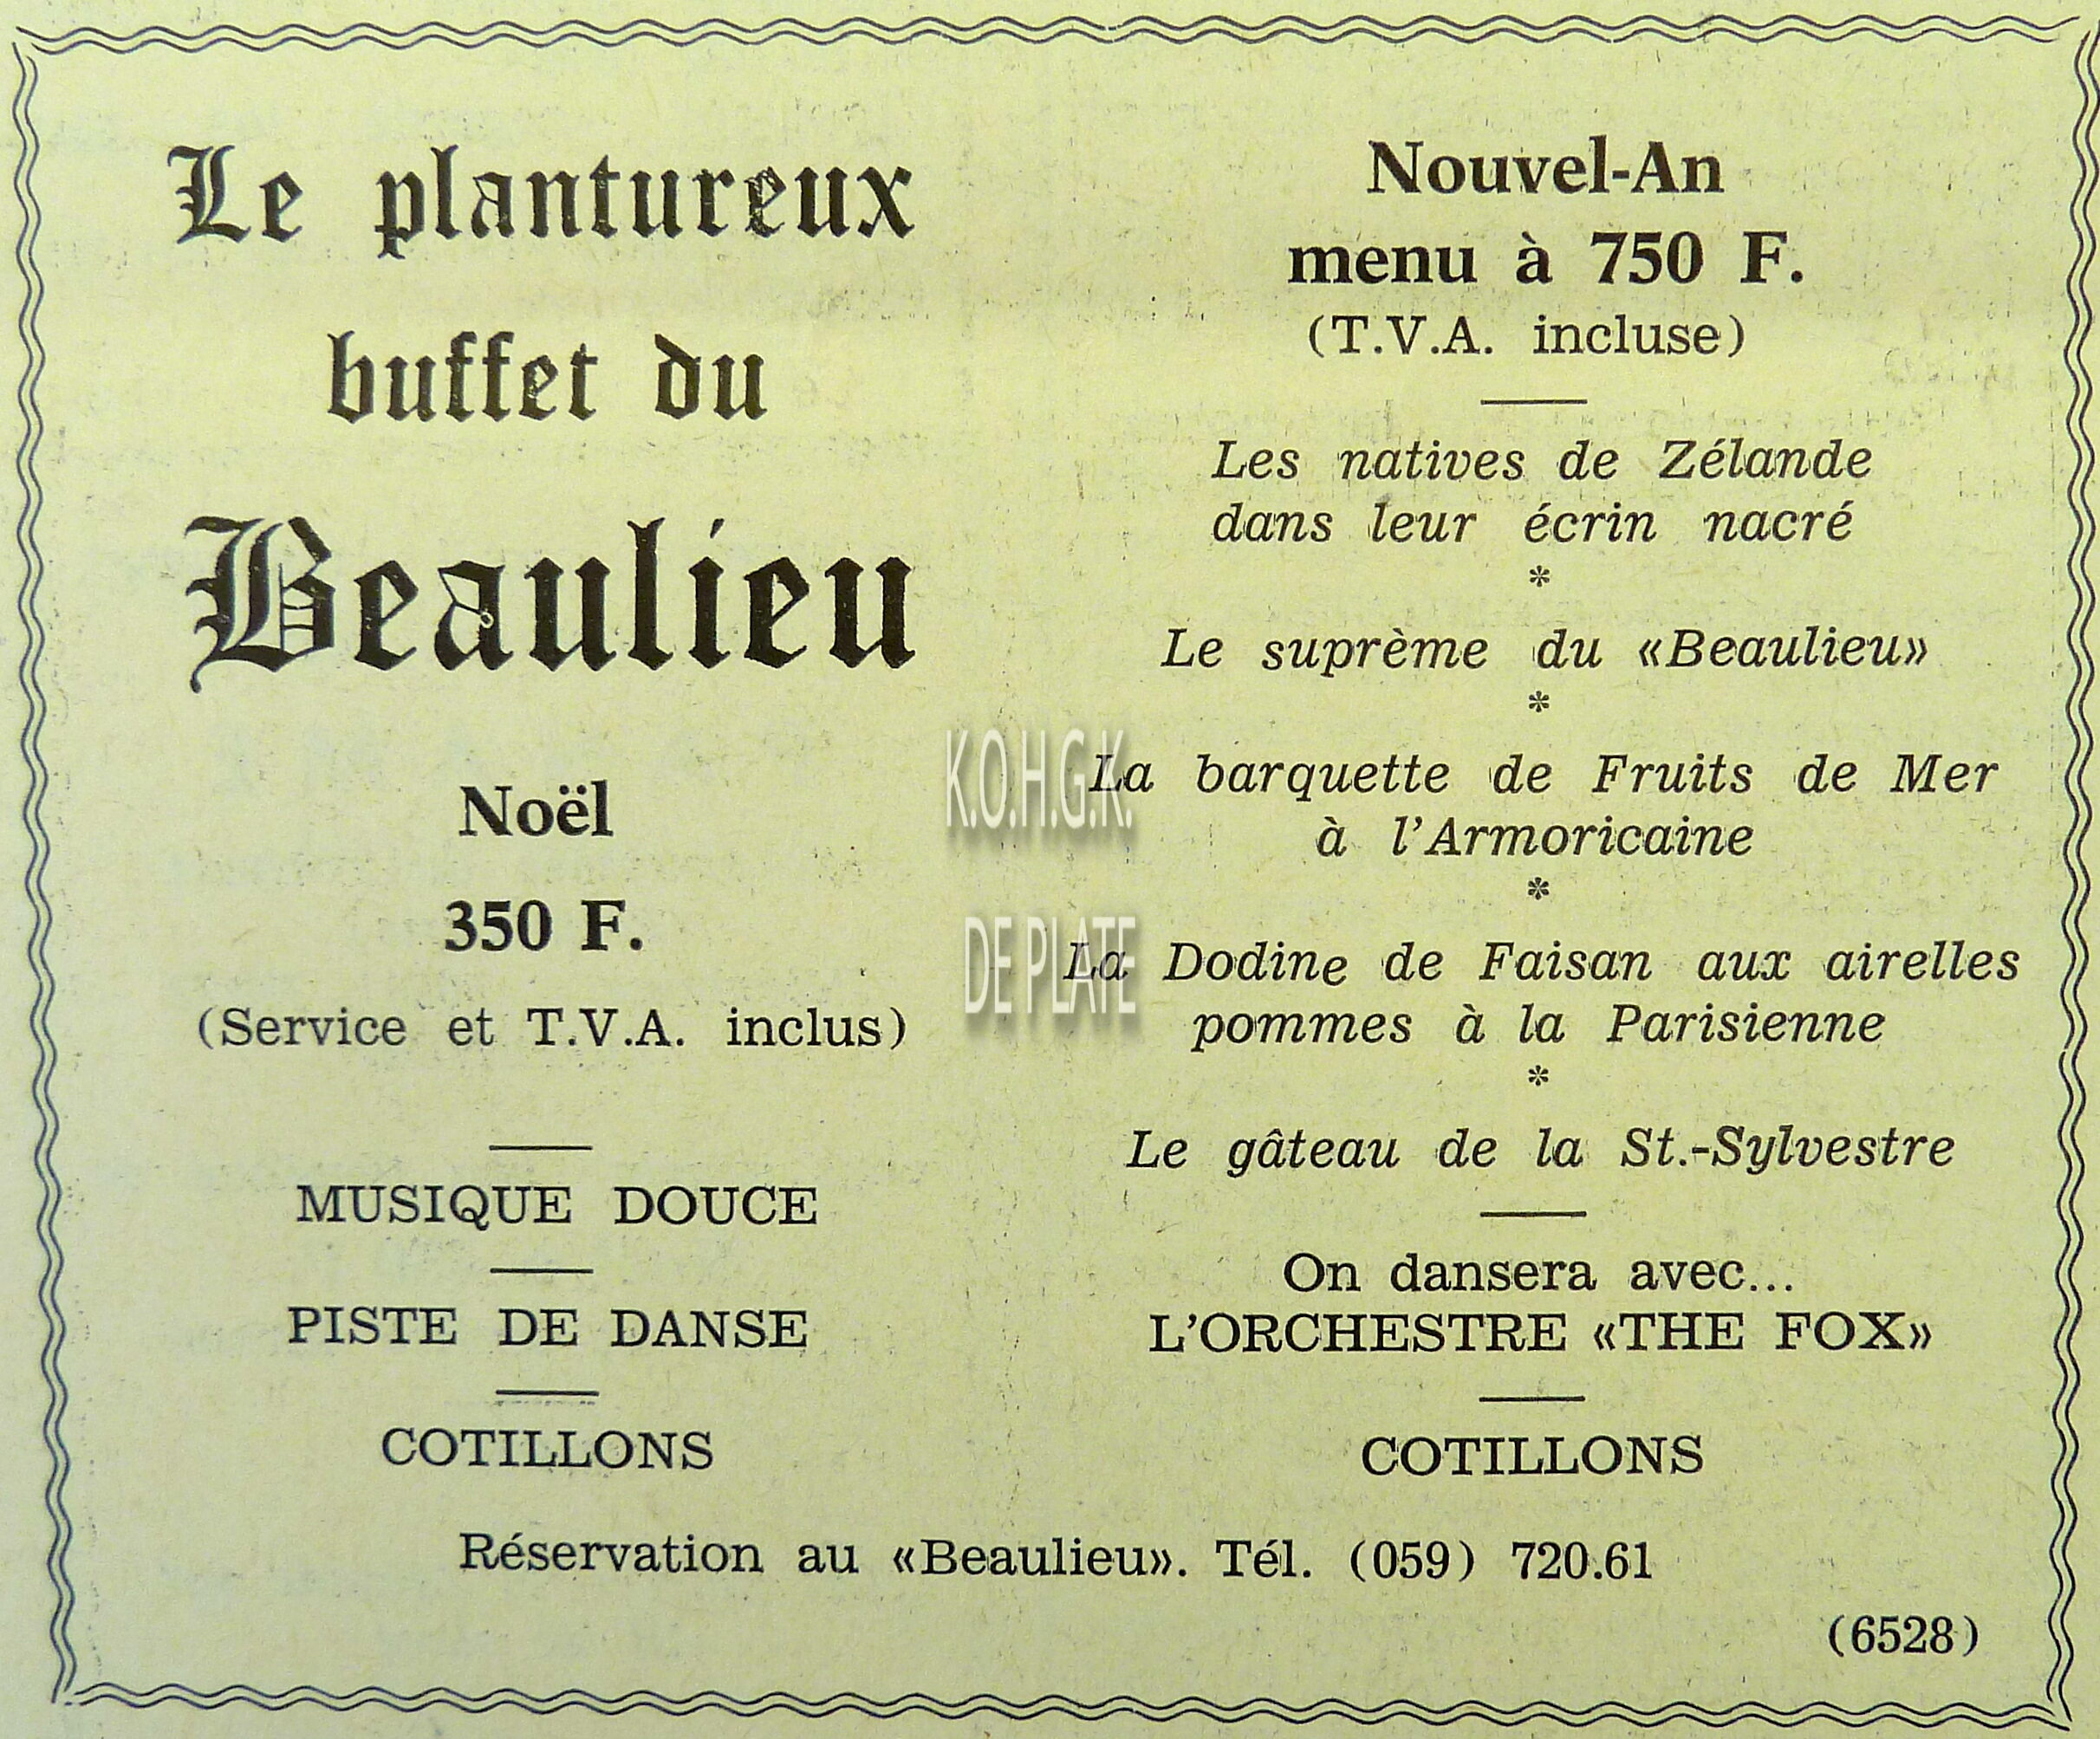 Le plantureux
buffet du
Beaulieu
Noël
350 F.
(Service et T.V.A. inclus)
MUSIQUE DOUCE
PISTE DE DANSE
COTILLONS
Nouvel-An
menu à 750 F.
(T.V.A. incluse)
Les natives de Zélande
dans leur écrin nacré
*
Le suprème du «Beaulieu»
*
La barquette de Fruits de Mer
à l'Armoricaine
*
La Dodine de Faisan aux airelles
pommes à la Parisienne
*
Le gâteau de la St.-Sylvestre
On dansera avec...
L'ORCHESTRE «THE FOX»
COTILLONS
Réservation au «Beaulieu». Tél. (059) 720.61
(6528)
K.O.H.G.K.
DE PLATE